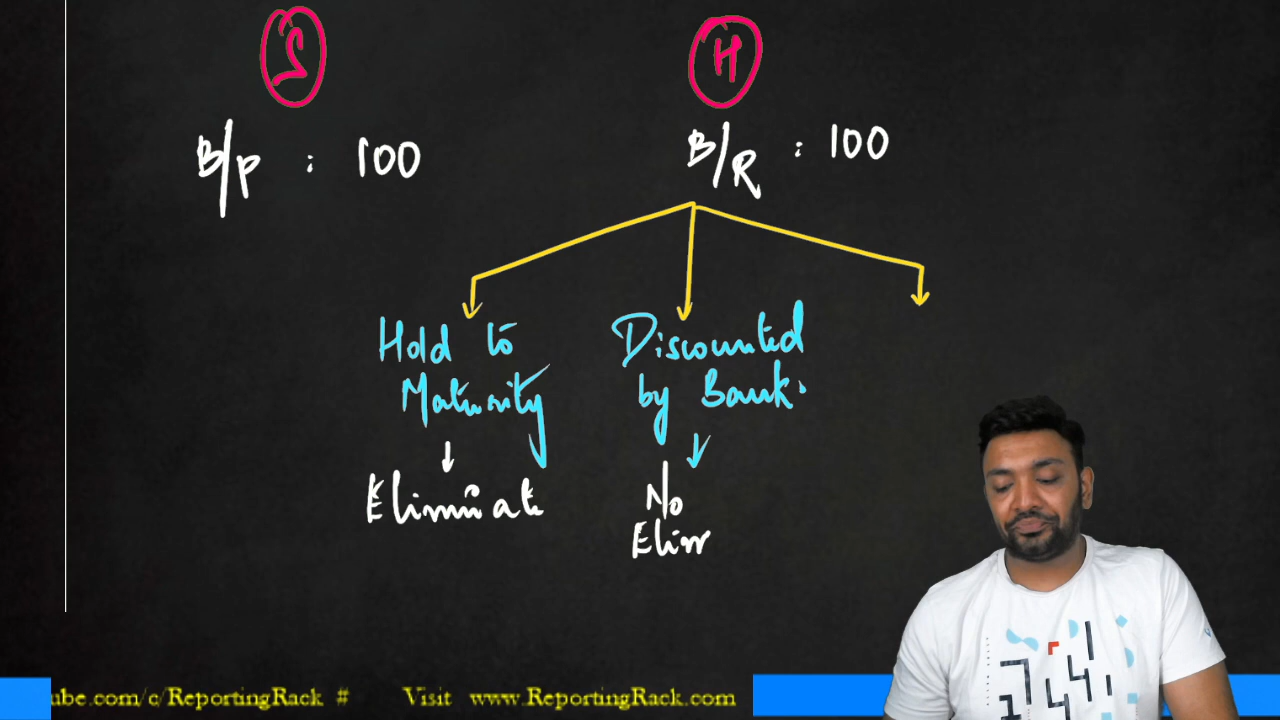 S
H
B/P : 100
B/R : 100
Hold to
Maturity
Discounted
by Bank.
Eliminate
No
Elim
ube.com/c/ReportingRack # Visit www.ReportingRack.com